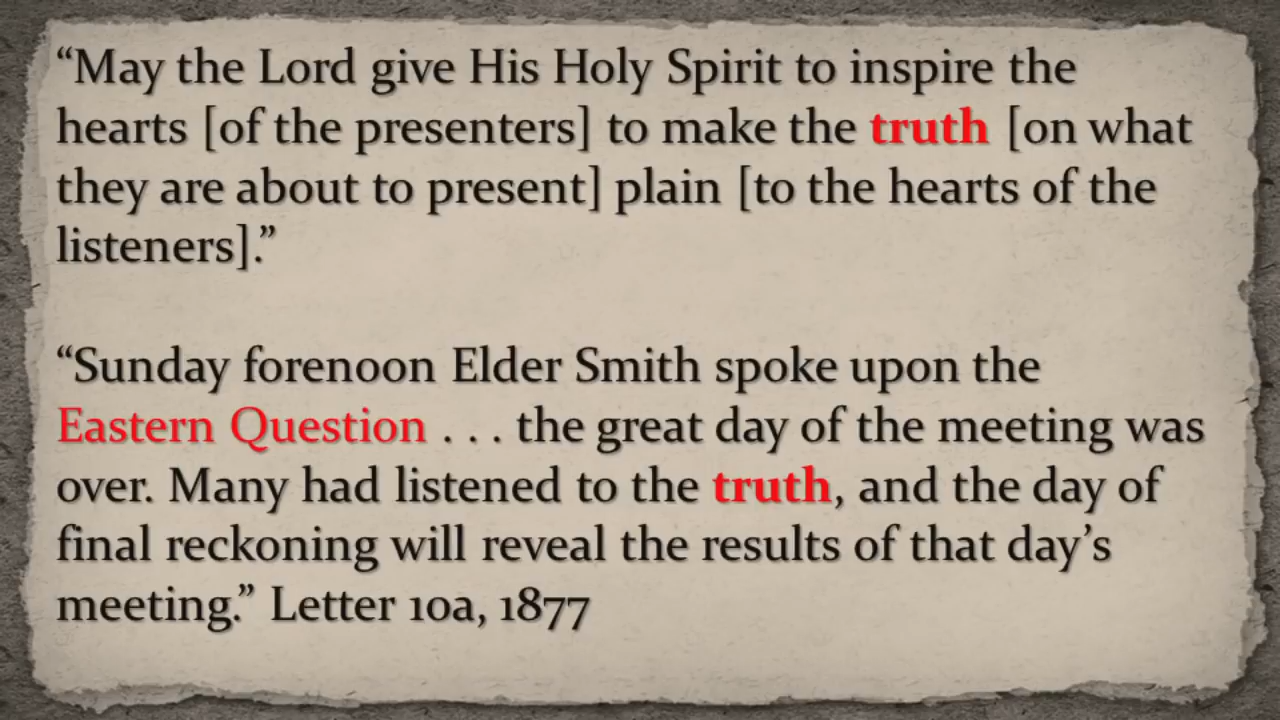 “May the Lord give His Holy Spirit to inspire the
hearts [of the presenters] to make the truth [on what
they are about to present] plain [to the hearts of the
listeners].”
“Sunday forenoon Elder Smith spoke upon the
Eastern Question . . . the great day of the meeting was
over. Many had listened to the truth, and the day of
final reckoning will reveal the results of that day’s
meeting.” Letter 10a, 1877